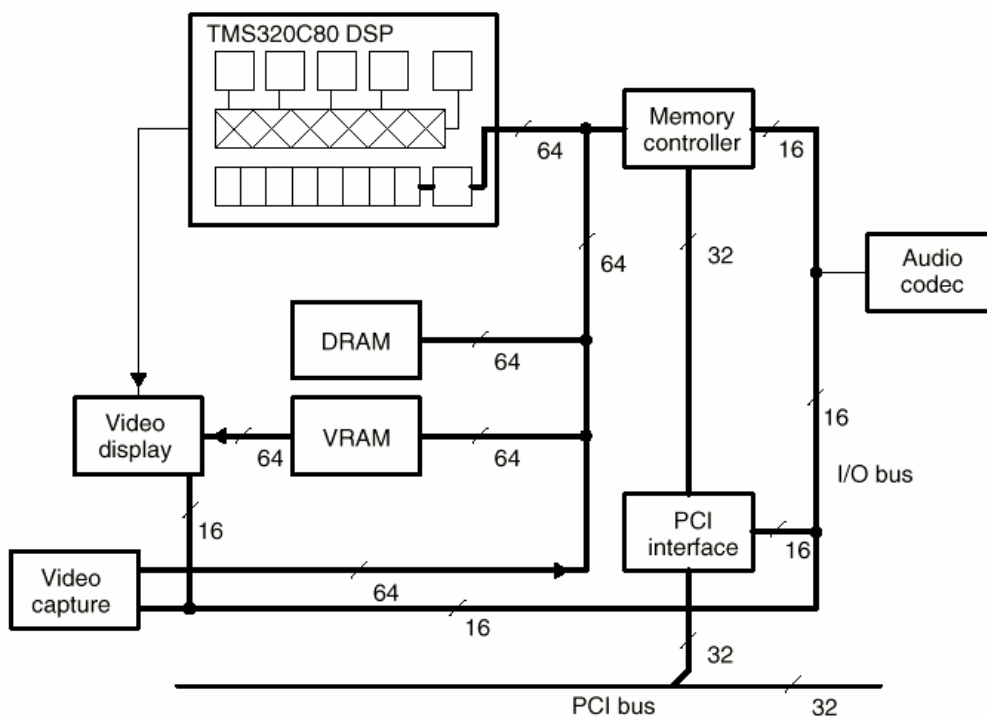 TMS320C80 DSP
64
Memory
controller
16
64
32
Audio
codec
DRAM
64
Video
display
64
VRAM
64
16
I/O bus
16
PCI
interface
16
Video
capture
64
16
32
PCI bus
32